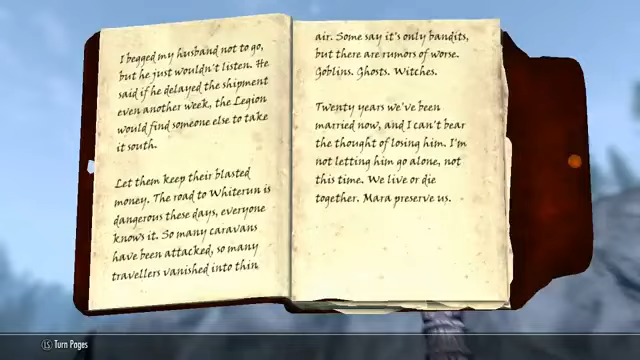 I begged my husband not to go,
but he just wouldn't listen. He
said if he delayed the shipment
even another week, the Legion
would find someone else to take
it south.
Let them keep their blasted
money. The road to Whiterun is
dangerous these days, everyone
knows it. So many caravans
have been attacked, so many
travellers vanished into thin
air. Some say it's only bandits,
but there are rumors of worse.
Goblins. Ghosts. Witches.
Twenty years we've been
married now, and I can't bear
the thought of losing him. I'm
not letting him go alone, not
this time. We live or die
together. Mara preserve us.
LS Turn Pages